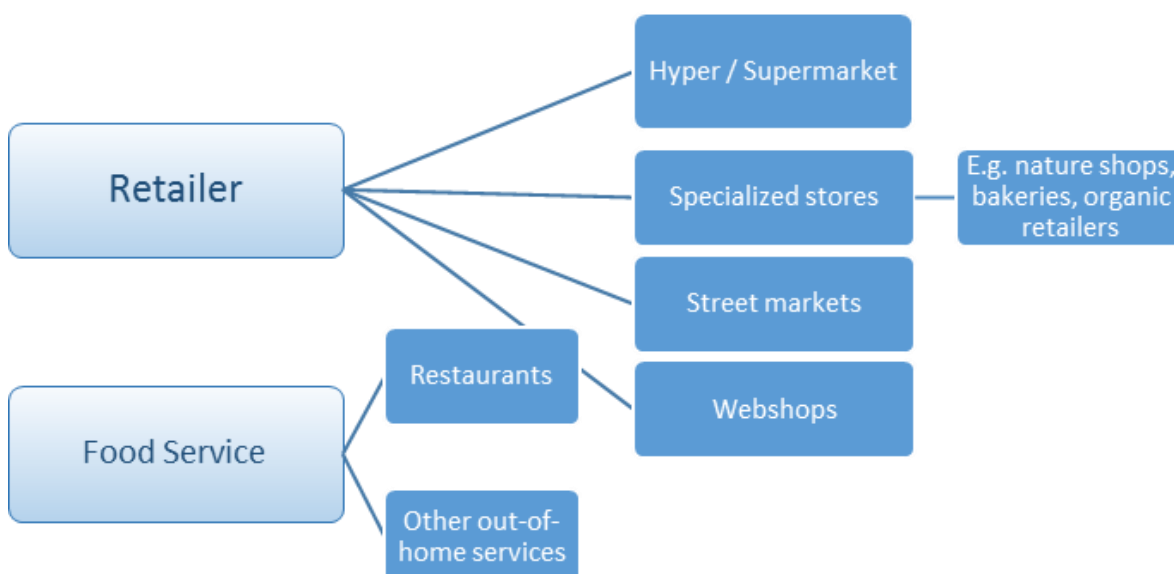 Retailer
Hyper / Supermarket
Specialized stores
E.g. nature shops,
bakeries, organic
retailers
Street markets
Webshops
Food Service
Restaurants
Other out-of-
home services